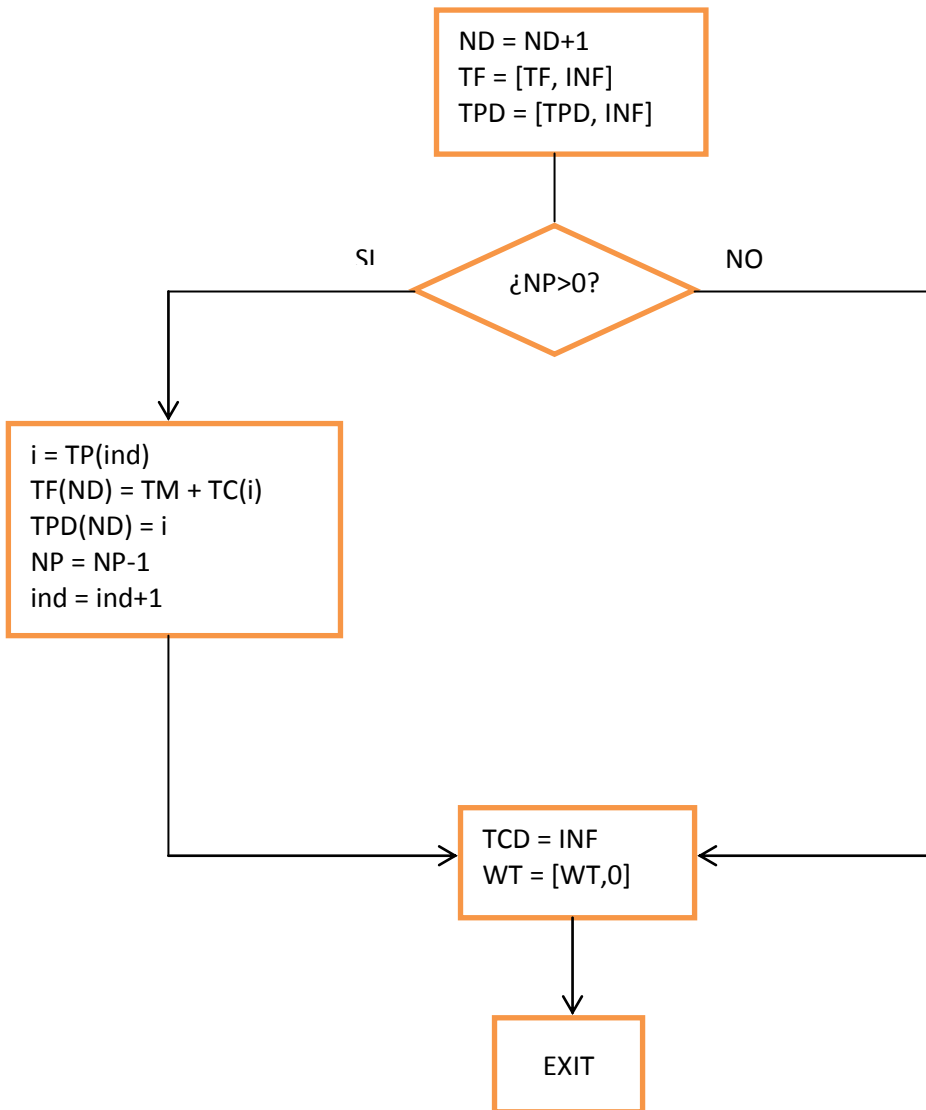 ND = ND+1
TF = [TF, INF]
TPD = [TPD, INF]
SI
NO
¿NP>0?
i = TP(ind)
TF(ND) = TM + TC(i)
TPD(ND) = i
NP = NP-1
ind = ind+1
TCD = INF
WT = [WT,0]
EXIT